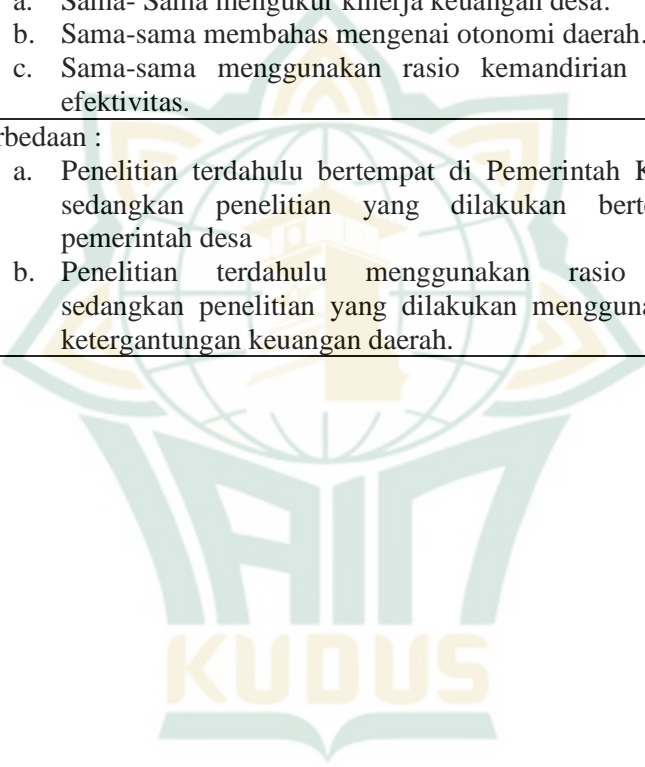 a. Sama- Sama mengukur kinerja keuangan desa.
b. Sama-sama membahas mengenai otonomi daerah.
c. Sama-sama menggunakan rasio kemandirian
efektivitas.
rbedaan :
a. Penelitian terdahulu bertempat di Pemerintah K
sedangkan penelitian yang dilakukan bert
pemerintah desa
b. Penelitian terdahulu menggunakan rasio
sedangkan penelitian yang dilakukan mengguna
ketergantungan keuangan daerah.
IAIN
KUDUS